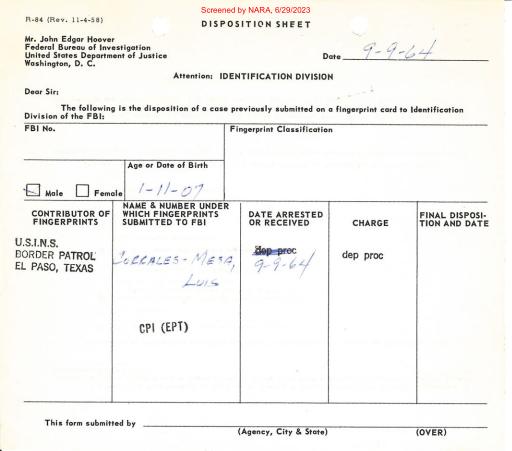 Screened by NARA, 6/29/2023
R-84 (Rev. 11-4-58)
DISPOSITION SHEET
Mr. John Edgar Hoover
Federal Bureau of Investigation
United States Department of Justice
Washington, D. C.
Date 9-9-64
Attention: IDENTIFICATION DIVISION
Dear Sir:
The following is the disposition of a case previously submitted on a fingerprint card to Identification
Division of the FBI:
FBI No.
Fingerprint Classification
Age or Date of Birth
Male Female 1-11-07
CONTRIBUTOR OF FINGERPRINTS
NAME & NUMBER UNDER WHICH FINGERPRINTS SUBMITTED TO FBI
DATE ARRESTED OR RECEIVED
CHARGE
FINAL DISPOSI-TION AND DATE
U.S.I.N.S.
BORDER PATROL
EL PASO, TEXAS
CORRALES-MESA,
LUIS
CPI (EPT)
dep proc
9-9-64
dep proc
This form submitted by
(Agency, City & State)
(OVER)